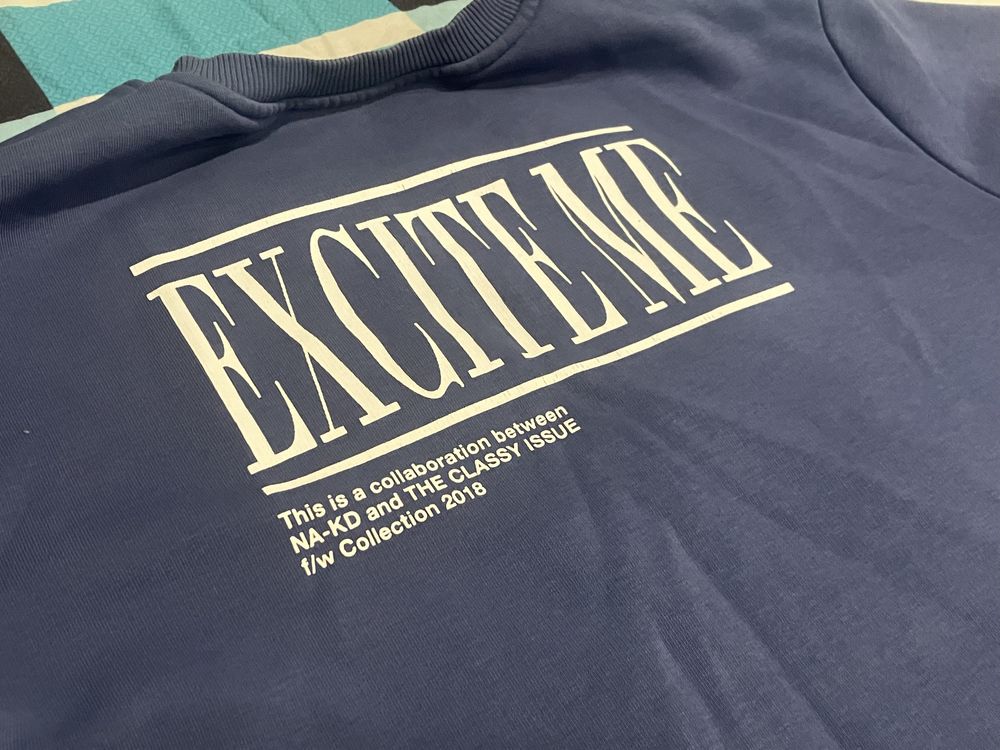 EXCITE ME
This is a collaboration between
NA-KD and THE CLASSY ISSUE
f/w Collection 2018